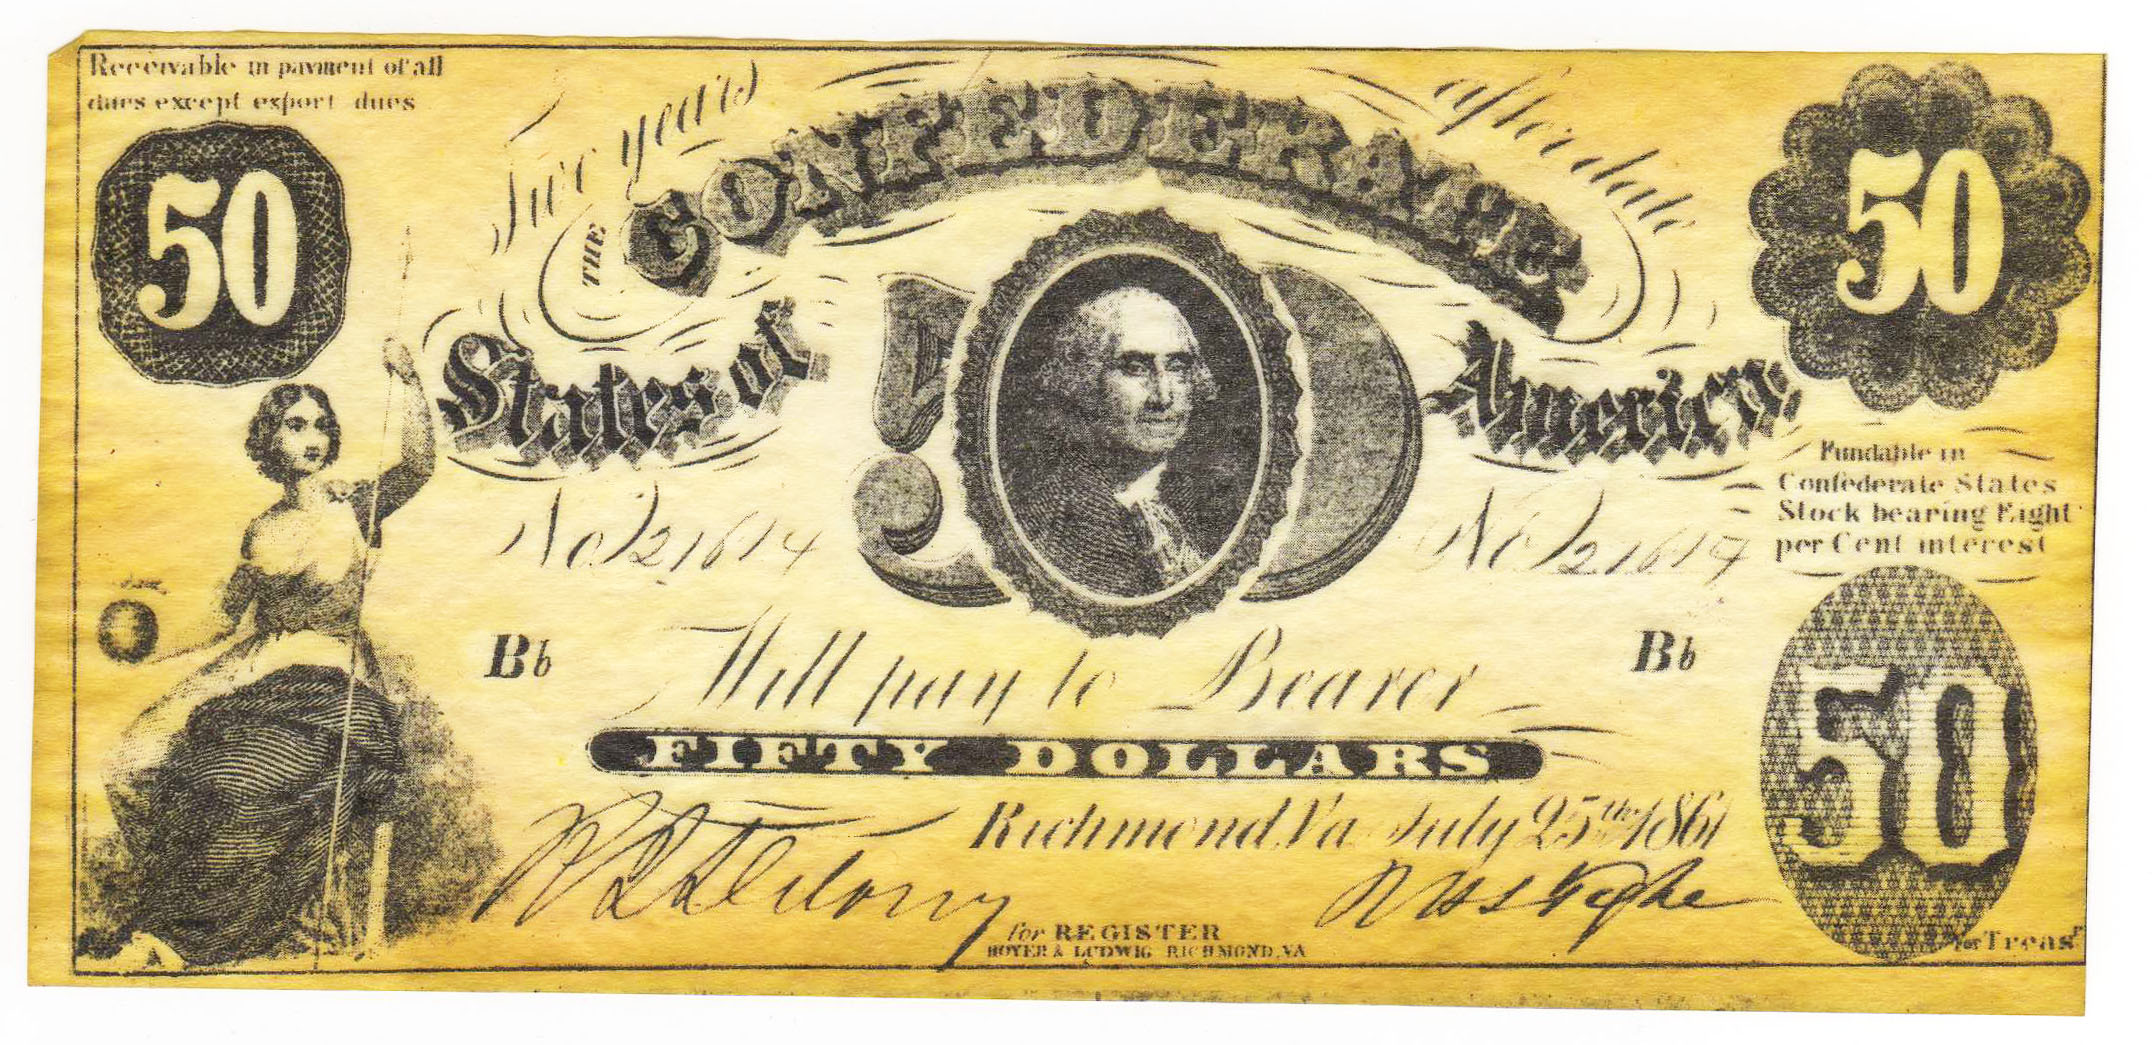 Receivable in payment of all
dues except export dues
Two years after date
50
THE CONFEDERATE
50
States of America
50
Fundable in
Confederate States
Stock bearing Eight
per Cent interest
No 21614
No 21614
Bb
Will pay to Bearer
Bb
FIFTY DOLLARS
50
Richmond, Va July 25th 1861
for REGISTER
for Treasr
HOYER & LUDWIG RICHMOND, VA